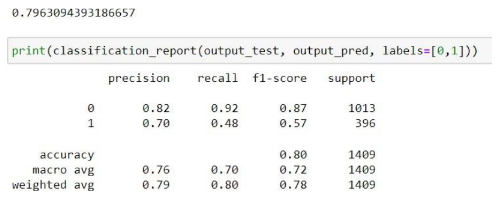 0.7963094393186657
print(classification_report(output_test, output_pred, labels=[0,1]))
precision recall f1-score support
0 0.82 0.92 0.87 1013
1 0.70 0.48 0.57 396
accuracy 0.80 1409
macro avg 0.76 0.70 0.72 1409
weighted avg 0.79 0.80 0.78 1409